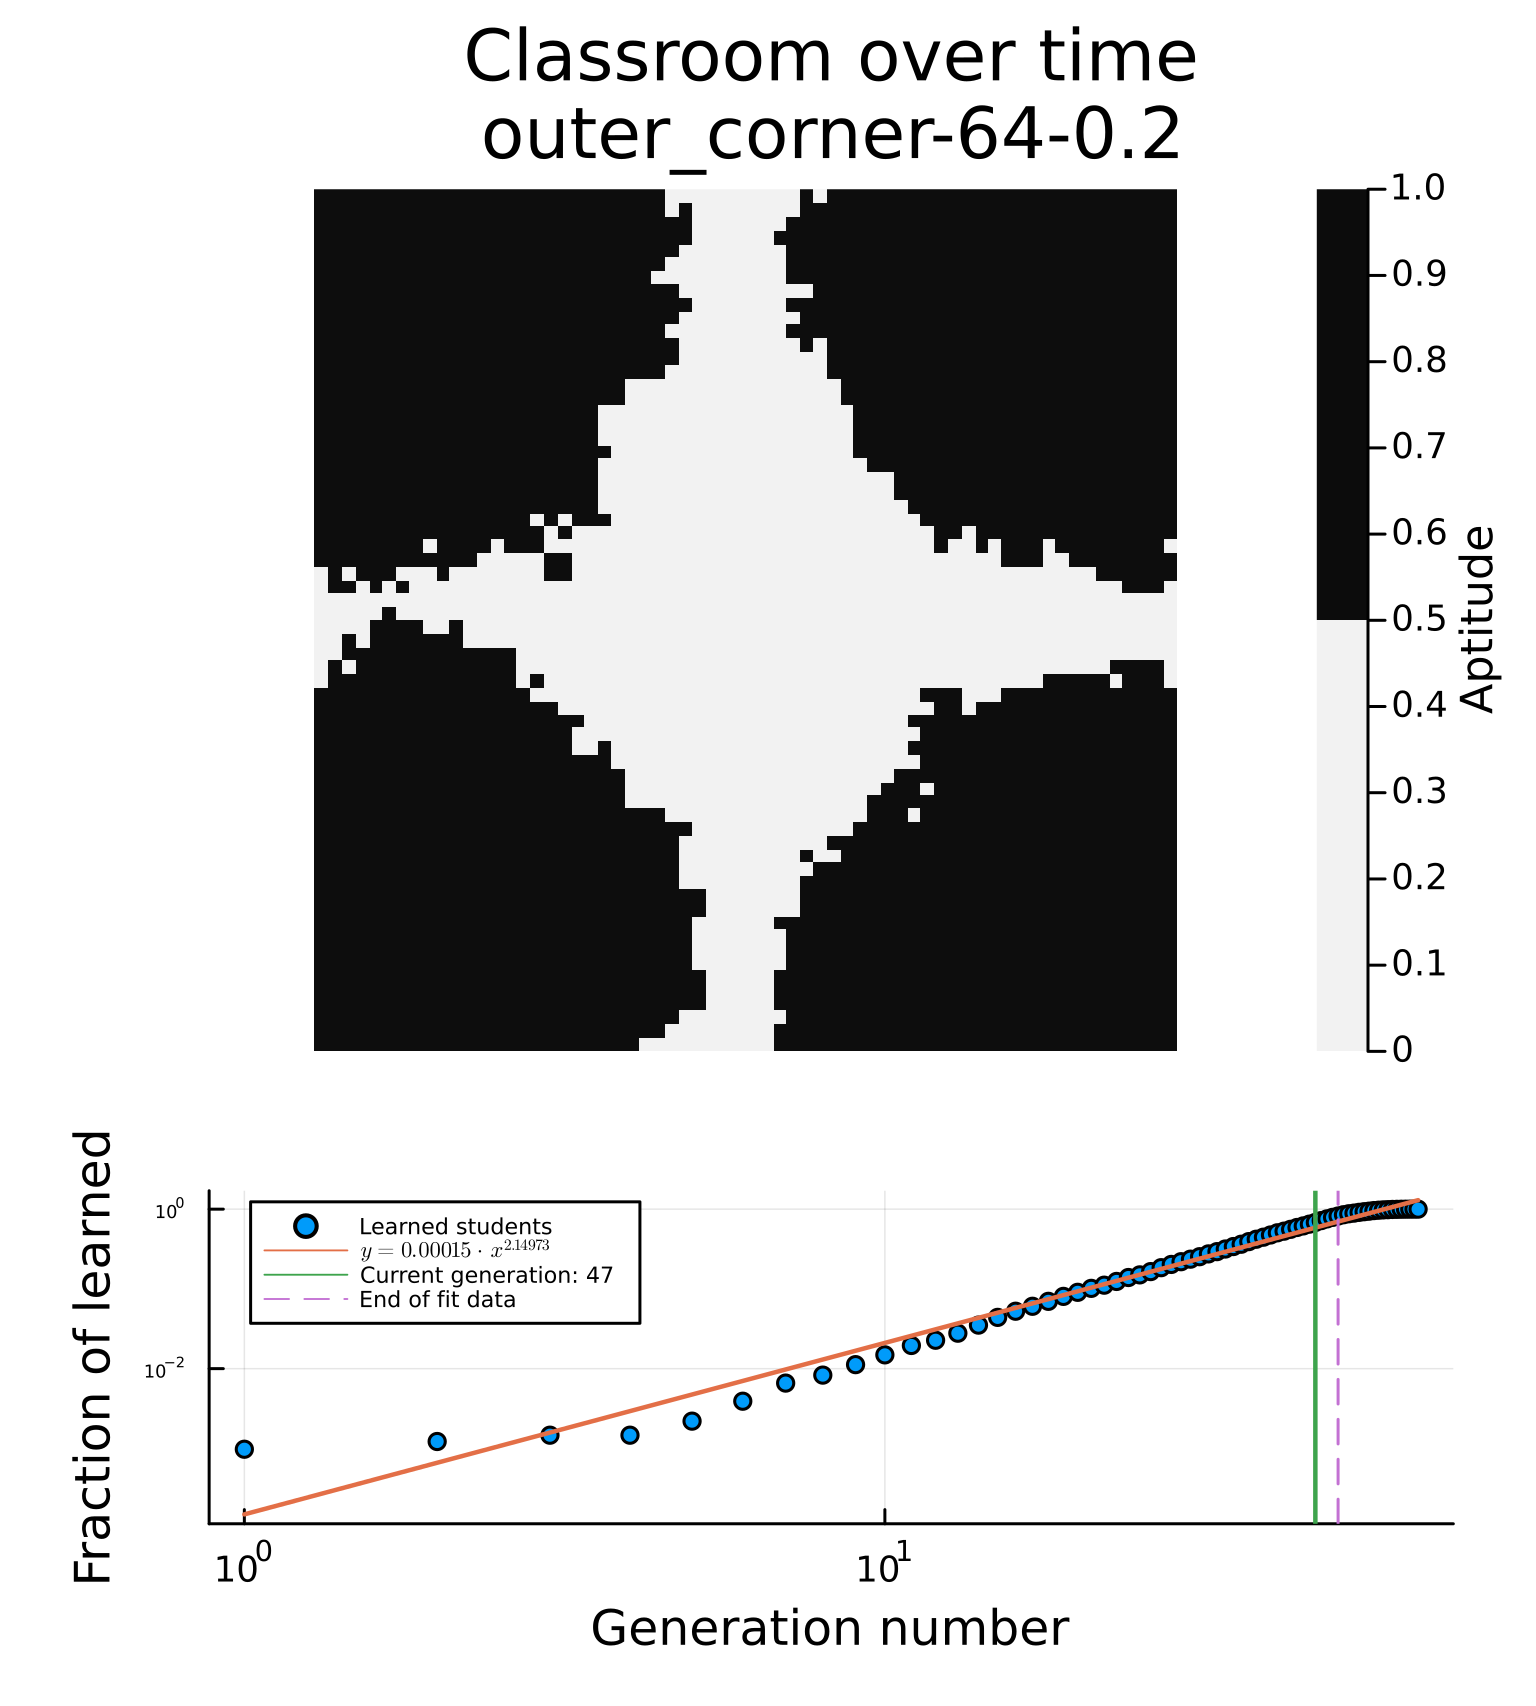 Classroom over time
outer_corner-64-0.2
1.0
0.9
0.8
0.7
0.6
0.5
0.4
0.3
0.2
0.1
0
Aptitude
Fraction of learned
10^0
10^-2
Learned students
y = 0.00015 · x^2.14973
Current generation: 47
End of fit data
10^0
10^1
Generation number